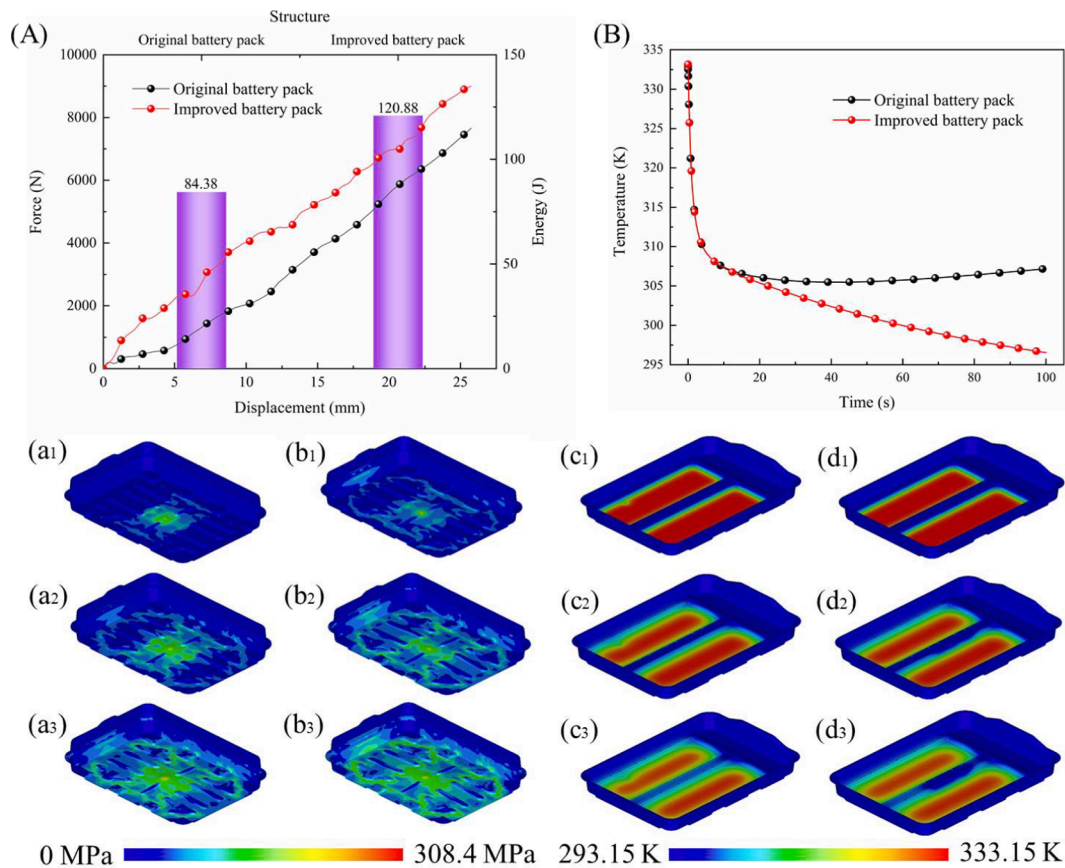 (A)
Structure
Original battery pack
Improved battery pack
10000
8000
6000
4000
2000
0
Force (N)
Original battery pack
Improved battery pack
84.38
120.88
150
100
50
0
Energy (J)
0
5
10
15
20
25
Displacement (mm)
(B)
335
330
325
320
315
310
305
300
295
Temperature (K)
Original battery pack
Improved battery pack
0
20
40
60
80
100
Time (s)
(a1)
(b1)
(c1)
(d1)
(a2)
(b2)
(c2)
(d2)
(a3)
(b3)
(c3)
(d3)
0 MPa
308.4 MPa
293.15 K
333.15 K